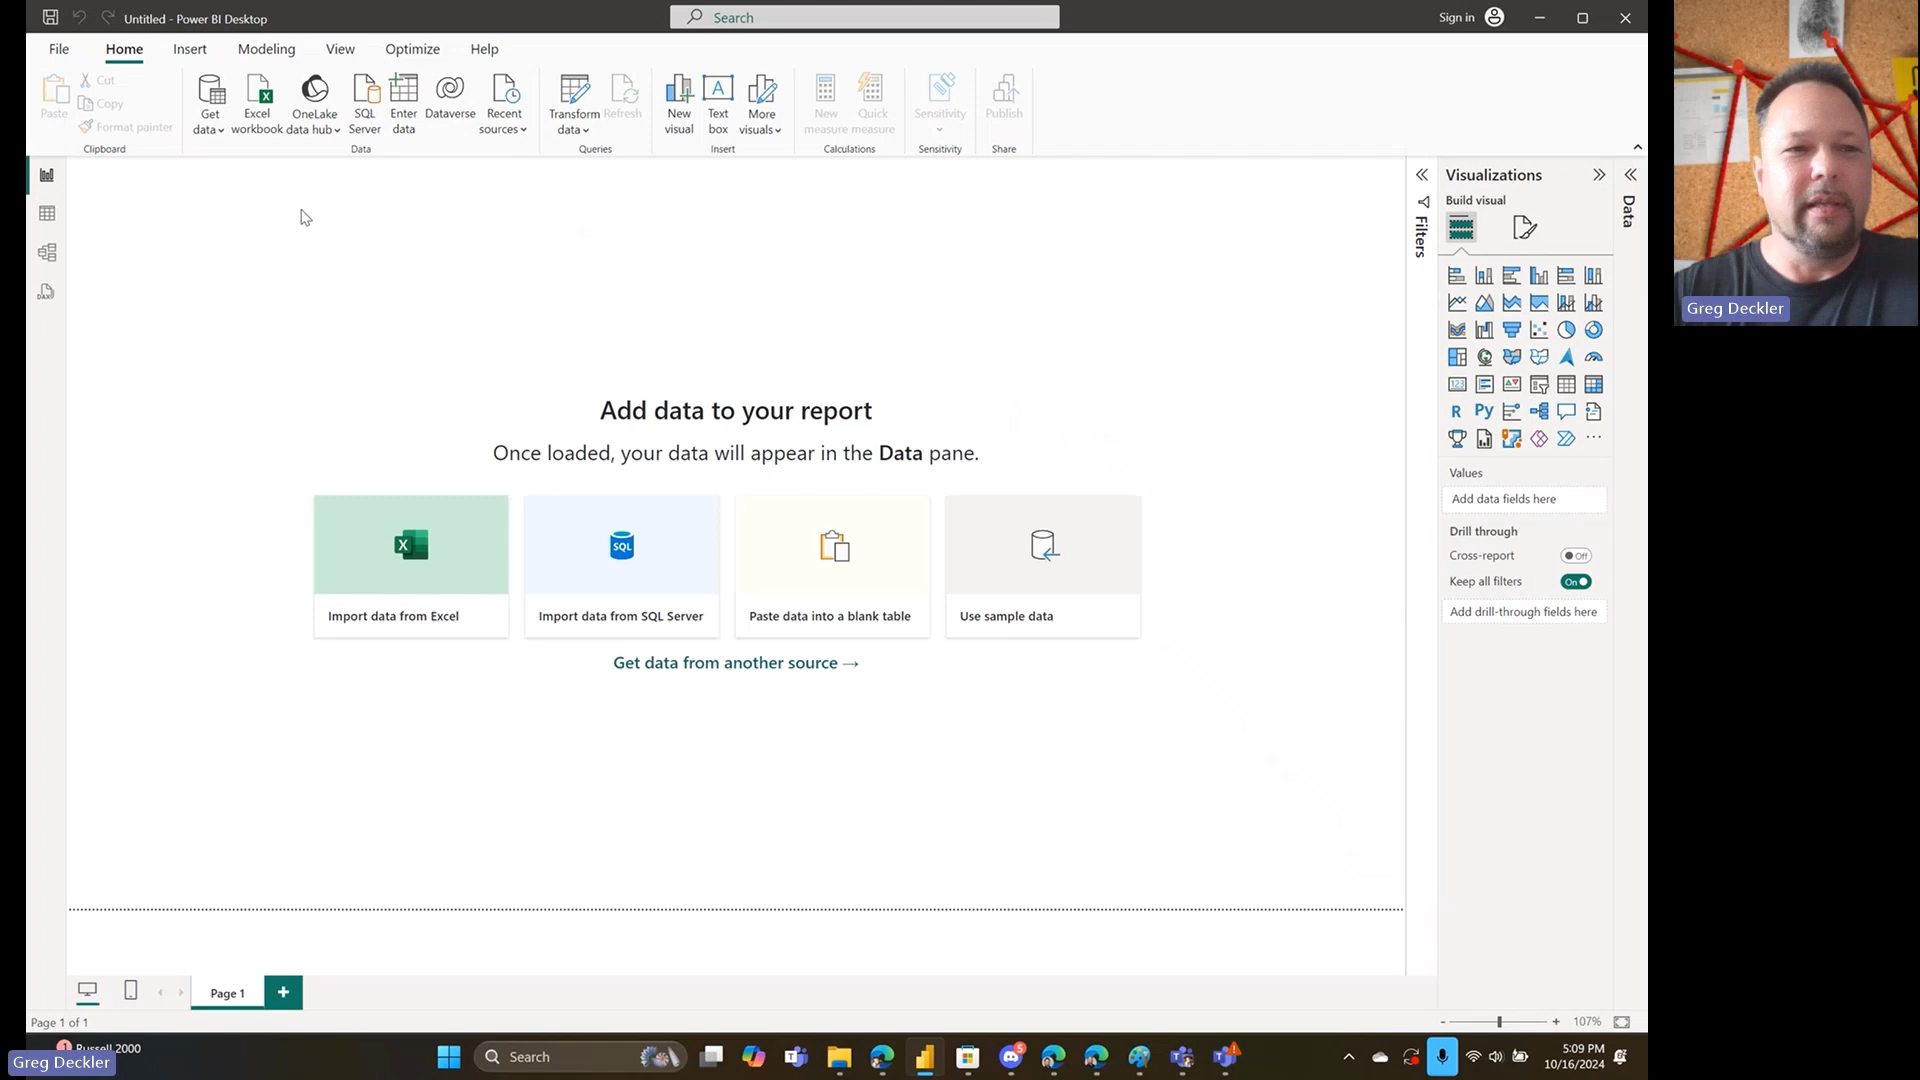 Untitled - Power BI Desktop
Search
Sign in
File
Home
Insert
Modeling
View
Optimize
Help
Paste
Cut
Copy
Format painter
Clipboard
Get data
Excel workbook
OneLake data hub
SQL Server
Enter data
Dataverse
Recent sources
Data
Transform data
Refresh
Queries
New visual
Text box
More visuals
Insert
New measure
Quick measure
Calculations
Sensitivity
Sensitivity
Publish
Share
Filters
Visualizations
Build visual
Data
R
Py
123
Values
Add data fields here
Drill through
Cross-report
Off
Keep all filters
On
Add drill-through fields here
Add data to your report
Once loaded, your data will appear in the Data pane.
SQL
Import data from Excel
Import data from SQL Server
Paste data into a blank table
Use sample data
Get data from another source →
Page 1
Page 1 of 1
- + 107%
Greg Deckler
Russell 2000
Greg Deckler
Search
5
5:09 PM
10/16/2024